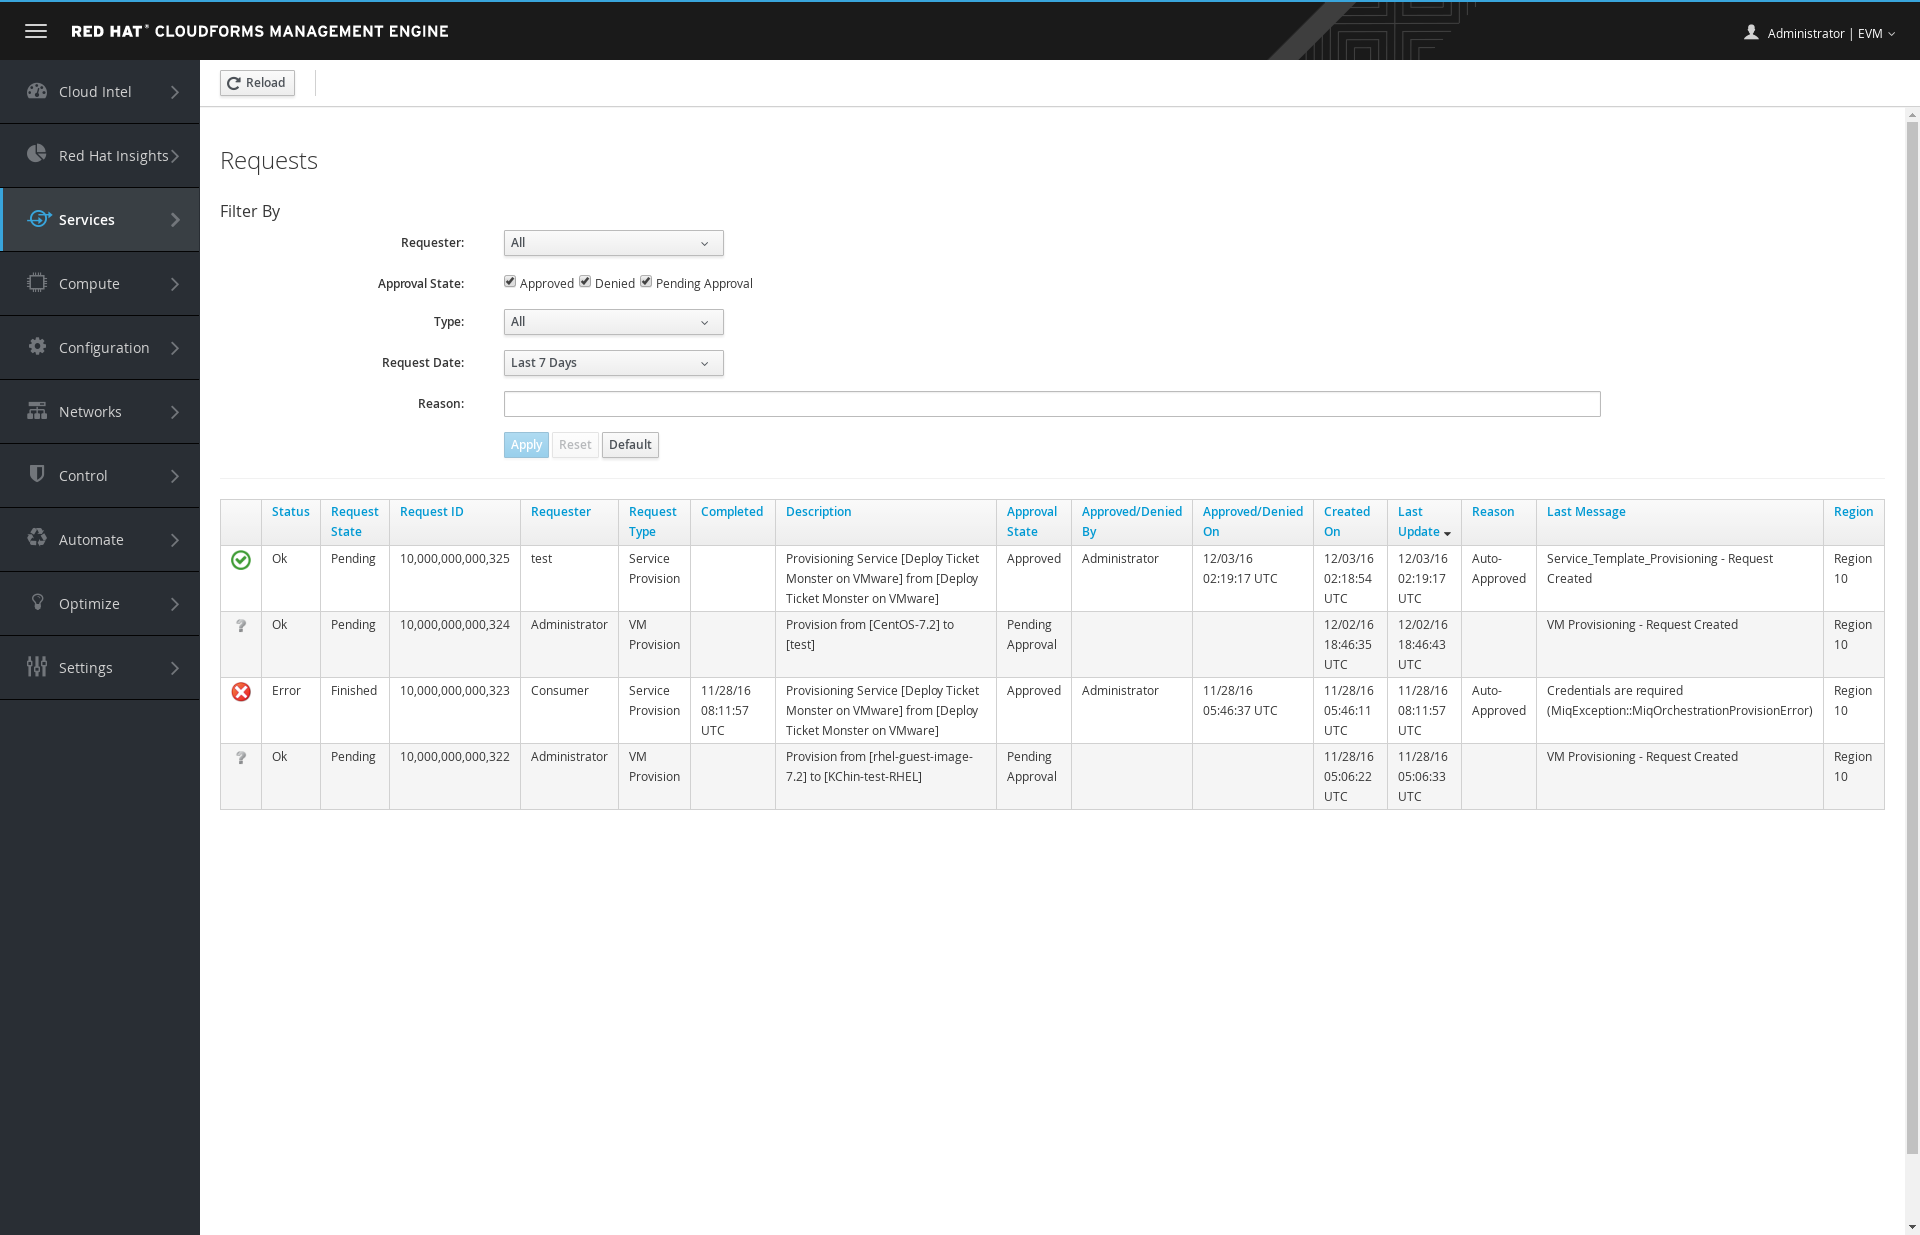 RED HAT® CLOUDFORMS MANAGEMENT ENGINE
Administrator | EVM
Cloud Intel
Red Hat Insights
Services
Compute
Configuration
Networks
Control
Automate
Optimize
Settings
Reload
Requests
Filter By
Requester: All
Approval State: Approved Denied Pending Approval
Type: All
Request Date: Last 7 Days
Reason:
Apply Reset Default
Status Request Request ID Requester Request Completed Description Approval Approved/Denied Approved/Denied Created Last Reason Last Message Region
State Type State By On On Update
Ok Pending 10,000,000,000,325 test Service Provisioning Service [Deploy Ticket Approved Administrator 12/03/16 12/03/16 12/03/16 Auto- Service_Template_Provisioning - Request Region
Provision Monster on VMware] from [Deploy 02:19:17 UTC 02:18:54 02:19:17 Approved Created 10
Ticket Monster on VMware] UTC UTC
Ok Pending 10,000,000,000,324 Administrator VM Provision from [CentOS-7.2] to Pending 12/02/16 12/02/16 VM Provisioning - Request Created Region
Provision [test] Approval 18:46:35 18:46:43 10
UTC UTC
Error Finished 10,000,000,000,323 Consumer Service 11/28/16 Provisioning Service [Deploy Ticket Approved Administrator 11/28/16 11/28/16 11/28/16 Auto- Credentials are required Region
Provision 08:11:57 Monster on VMware] from [Deploy 05:46:37 UTC 05:46:11 08:11:57 Approved (MiqException::MiqOrchestrationProvisionError) 10
UTC Ticket Monster on VMware] UTC UTC
Ok Pending 10,000,000,000,322 Administrator VM Provision from [rhel-guest-image- Pending 11/28/16 11/28/16 VM Provisioning - Request Created Region
Provision 7.2] to [KChin-test-RHEL] Approval 05:06:22 05:06:33 10
UTC UTC